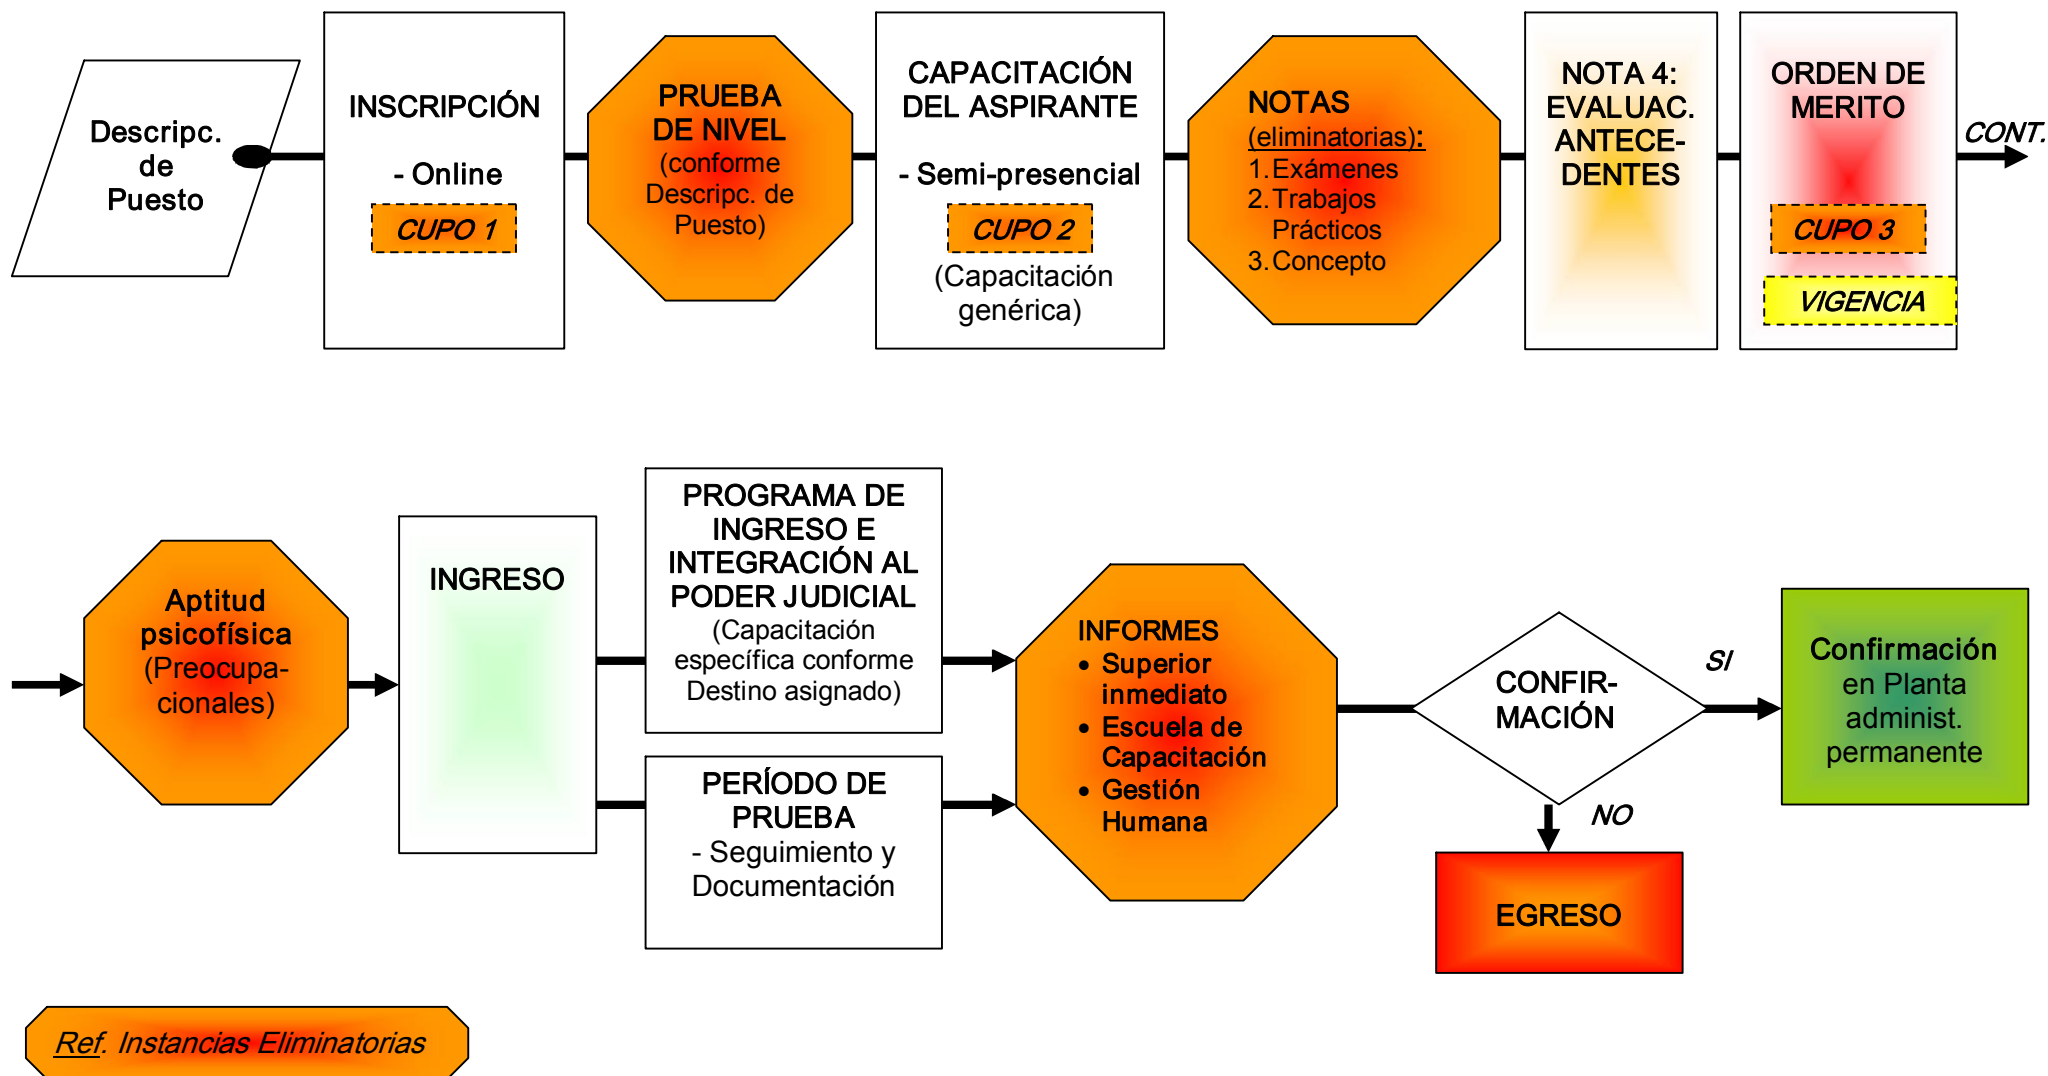 Descripc.
de
Puesto
INSCRIPCIÓN
- Online
CUPO 1
PRUEBA
DE NIVEL
(conforme
Descripc. de
Puesto)
CAPACITACIÓN
DEL ASPIRANTE
- Semi-presencial
CUPO 2
(Capacitación
genérica)
NOTAS
(eliminatorias):
1. Exámenes
2. Trabajos
Prácticos
3. Concepto
NOTA 4:
EVALUAC.
ANTECE-
DENTES
ORDEN DE
MERITO
CUPO 3
VIGENCIA
CONT.
Aptitud
psicofísica
(Preocupa-
cionales)
INGRESO
PROGRAMA DE
INGRESO E
INTEGRACIÓN AL
PODER JUDICIAL
(Capacitación
específica conforme
Destino asignado)
PERÍODO DE
PRUEBA
- Seguimiento y
Documentación
INFORMES
• Superior
inmediato
• Escuela de
Capacitación
• Gestión
Humana
CONFIR-
MACIÓN
SI
NO
Confirmación
en Planta
administ.
permanente
EGRESO
Ref. Instancias Eliminatorias